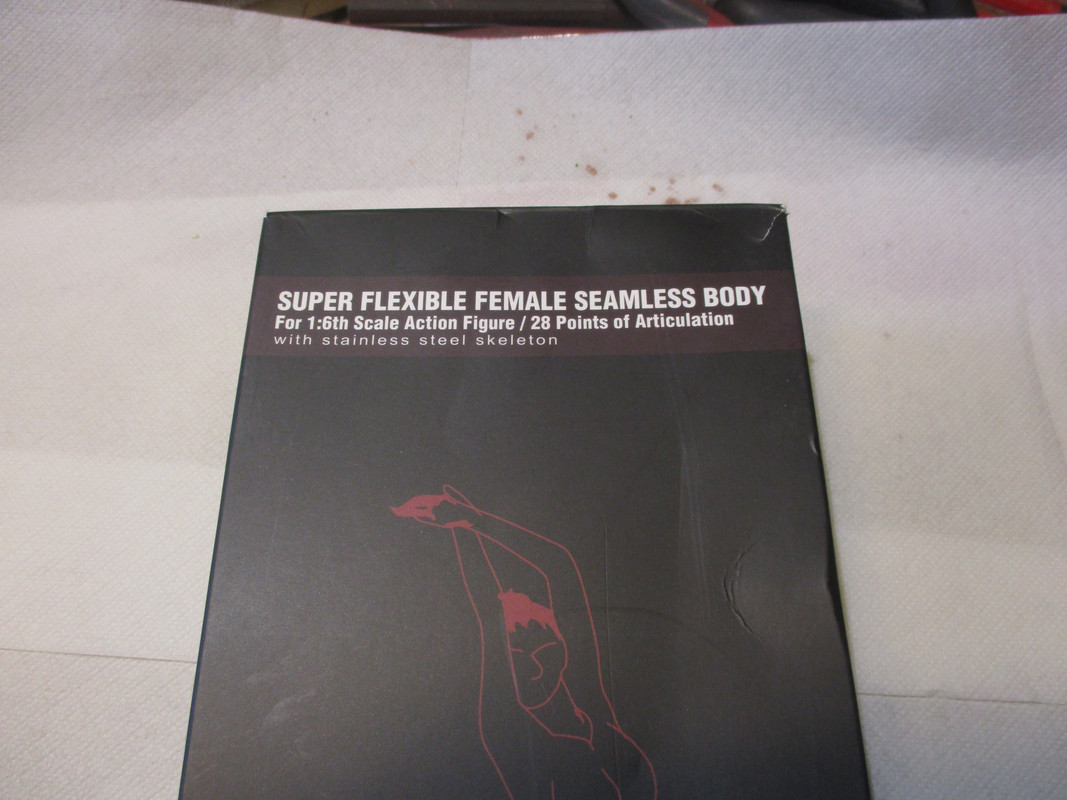 SUPER FLEXIBLE FEMALE SEAMLESS BODY
For 1:6th Scale Action Figure / 28 Points of Articulation
with stainless steel skeleton